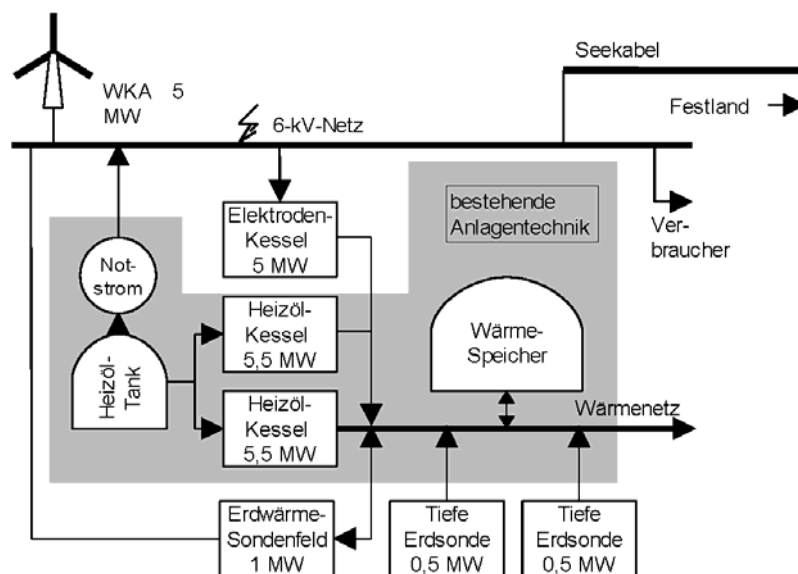 Seekabel
WKA 5
MW
Festland
6-kV-Netz
bestehende
Anlagentechnik
Elektroden-
Kessel
5 MW
Ver-
braucher
Not-
strom
Heizöl-
Kessel
5,5 MW
Wärme-
Speicher
Heizöl-
Tank
Heizöl-
Kessel
5,5 MW
Wärmenetz
Erdwärme-
Sondenfeld
1 MW
Tiefe
Erdsonde
0,5 MW
Tiefe
Erdsonde
0,5 MW